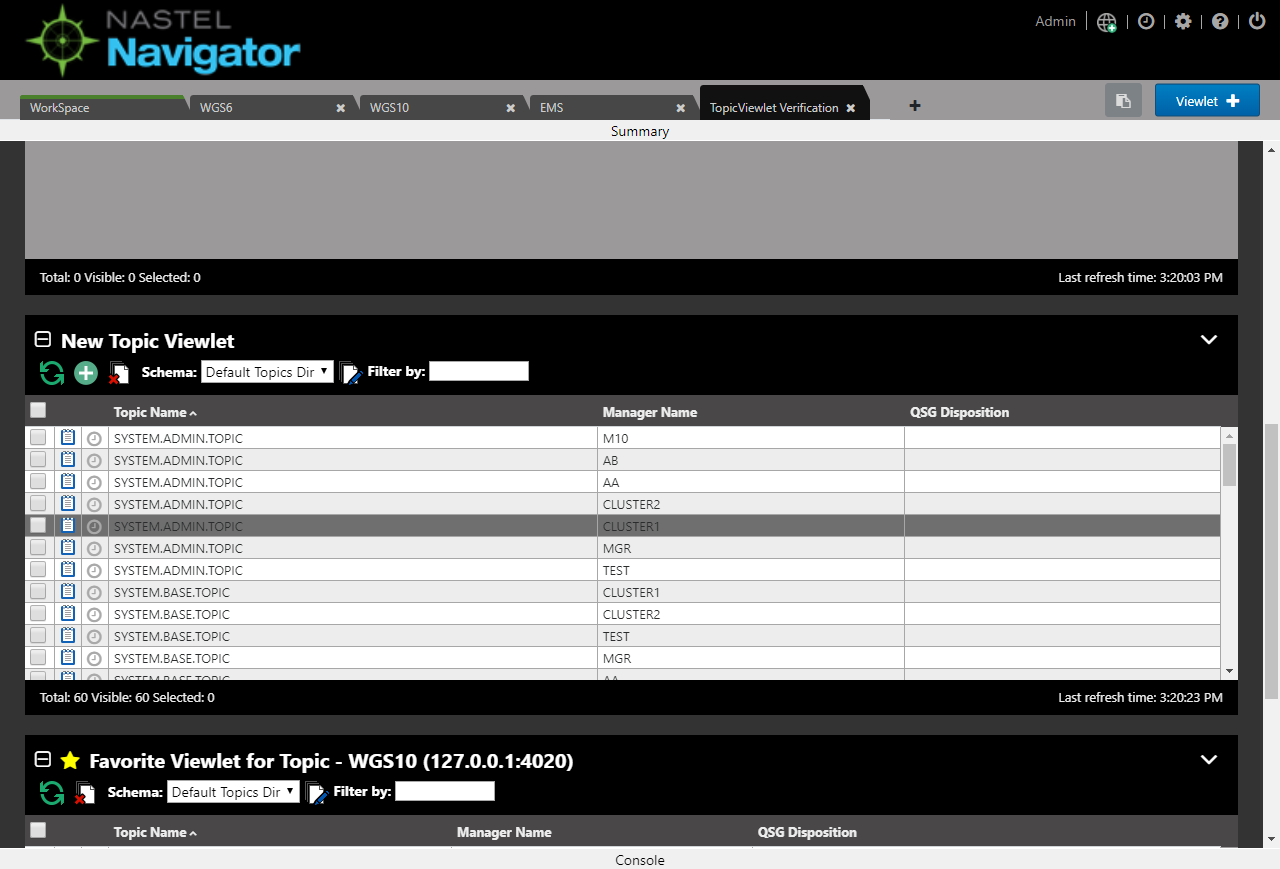 NASTEL
Navigator
Admin
WorkSpace
WGS6
WGS10
EMS
TopicViewlet Verification
Viewlet
Summary
Total: 0 Visible: 0 Selected: 0
Last refresh time: 3:20:03 PM
New Topic Viewlet
Schema: Default Topics Dir Filter by:
Topic Name Manager Name QSG Disposition
SYSTEM.ADMIN.TOPIC M10
SYSTEM.ADMIN.TOPIC AB
SYSTEM.ADMIN.TOPIC AA
SYSTEM.ADMIN.TOPIC CLUSTER2
SYSTEM.ADMIN.TOPIC CLUSTER1
SYSTEM.ADMIN.TOPIC MGR
SYSTEM.ADMIN.TOPIC TEST
SYSTEM.BASE.TOPIC CLUSTER1
SYSTEM.BASE.TOPIC CLUSTER2
SYSTEM.BASE.TOPIC TEST
SYSTEM.BASE.TOPIC MGR
SYSTEM.BASE.TOPIC AA
Total: 60 Visible: 60 Selected: 0
Last refresh time: 3:20:23 PM
Favorite Viewlet for Topic - WGS10 (127.0.0.1:4020)
Schema: Default Topics Dir Filter by:
Topic Name Manager Name QSG Disposition
Console